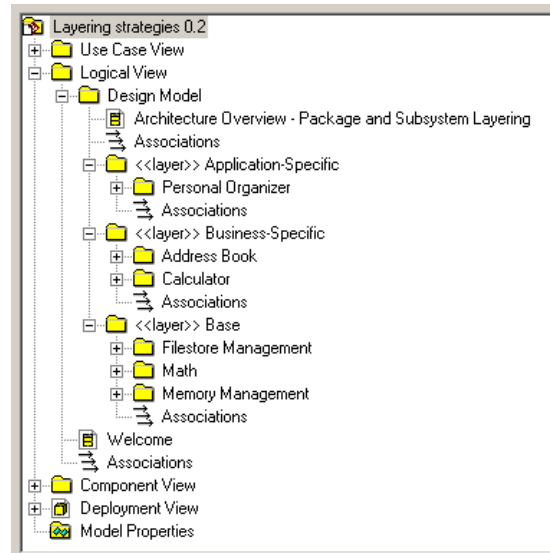 Layering strategies 0.2
Use Case View
Logical View
Design Model
Architecture Overview - Package and Subsystem Layering
Associations
<<layer>> Application-Specific
Personal Organizer
Associations
<<layer>> Business-Specific
Address Book
Calculator
Associations
<<layer>> Base
Filestore Management
Math
Memory Management
Associations
Welcome
Associations
Component View
Deployment View
Model Properties